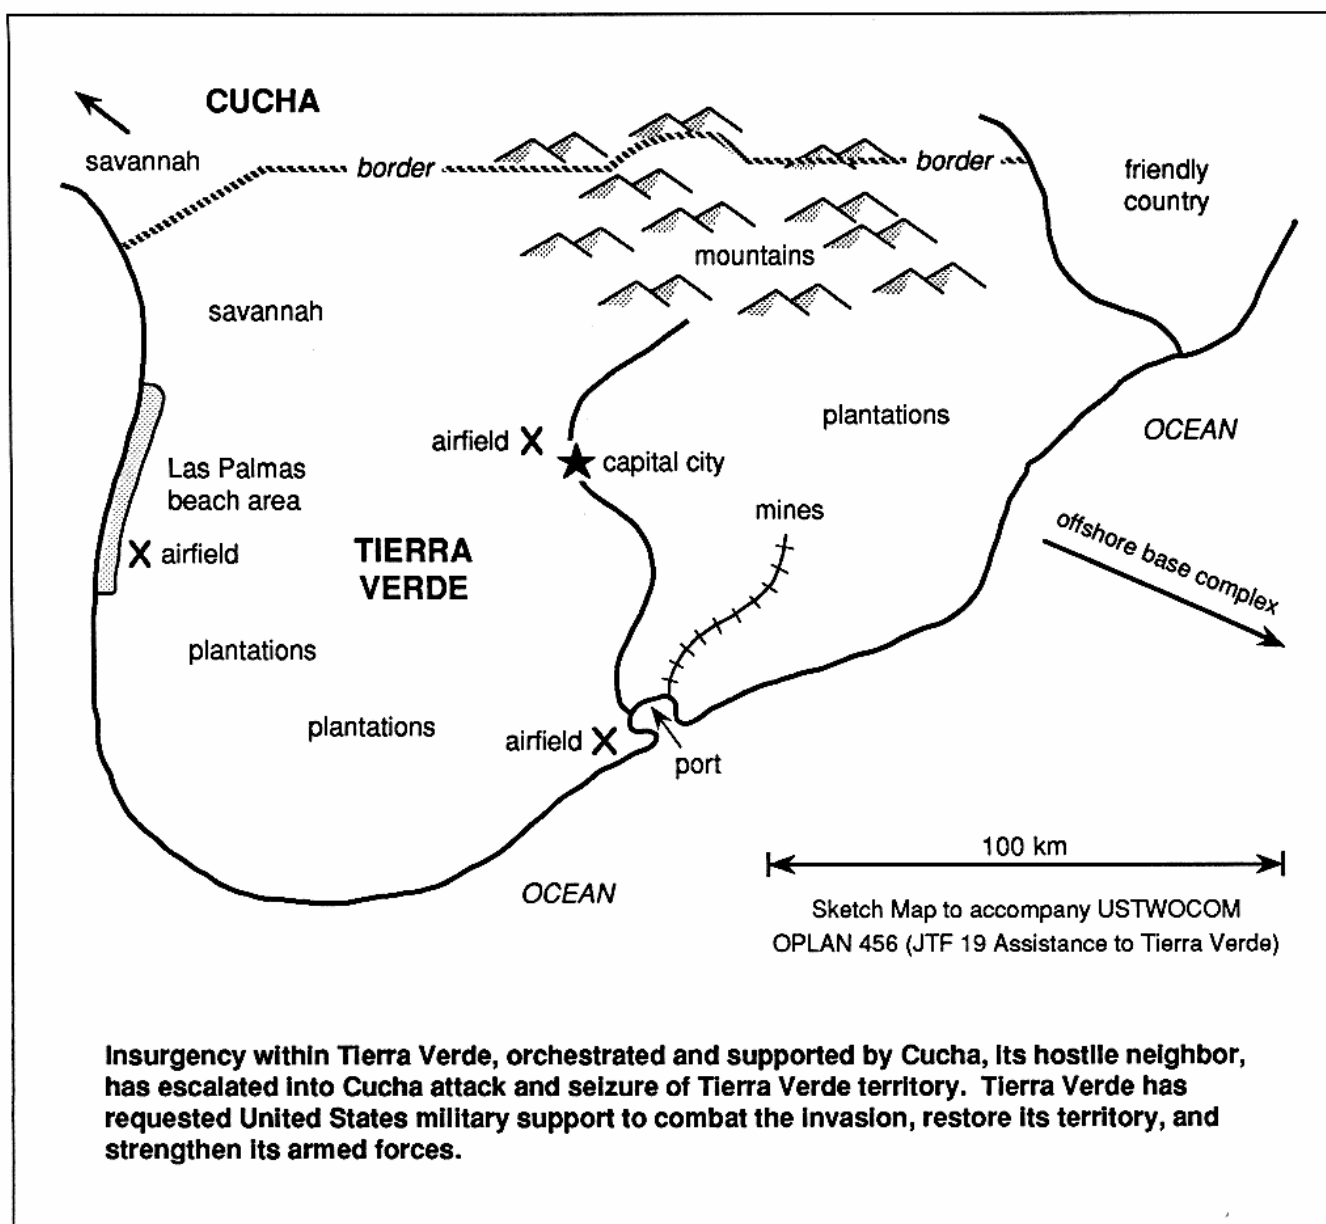 CUCHA
savannah
border
border
friendly
country
mountains
savannah
plantations
OCEAN
airfield
capital city
Las Palmas
beach area
mines
offshore base complex
airfield
TIERRA
VERDE
plantations
plantations
airfield
port
100 km
OCEAN
Sketch Map to accompany USTWOCOM
OPLAN 456 (JTF 19 Assistance to Tierra Verde)
Insurgency within Tierra Verde, orchestrated and supported by Cucha, its hostile neighbor,
has escalated into Cucha attack and seizure of Tierra Verde territory. Tierra Verde has
requested United States military support to combat the invasion, restore its territory, and
strengthen its armed forces.